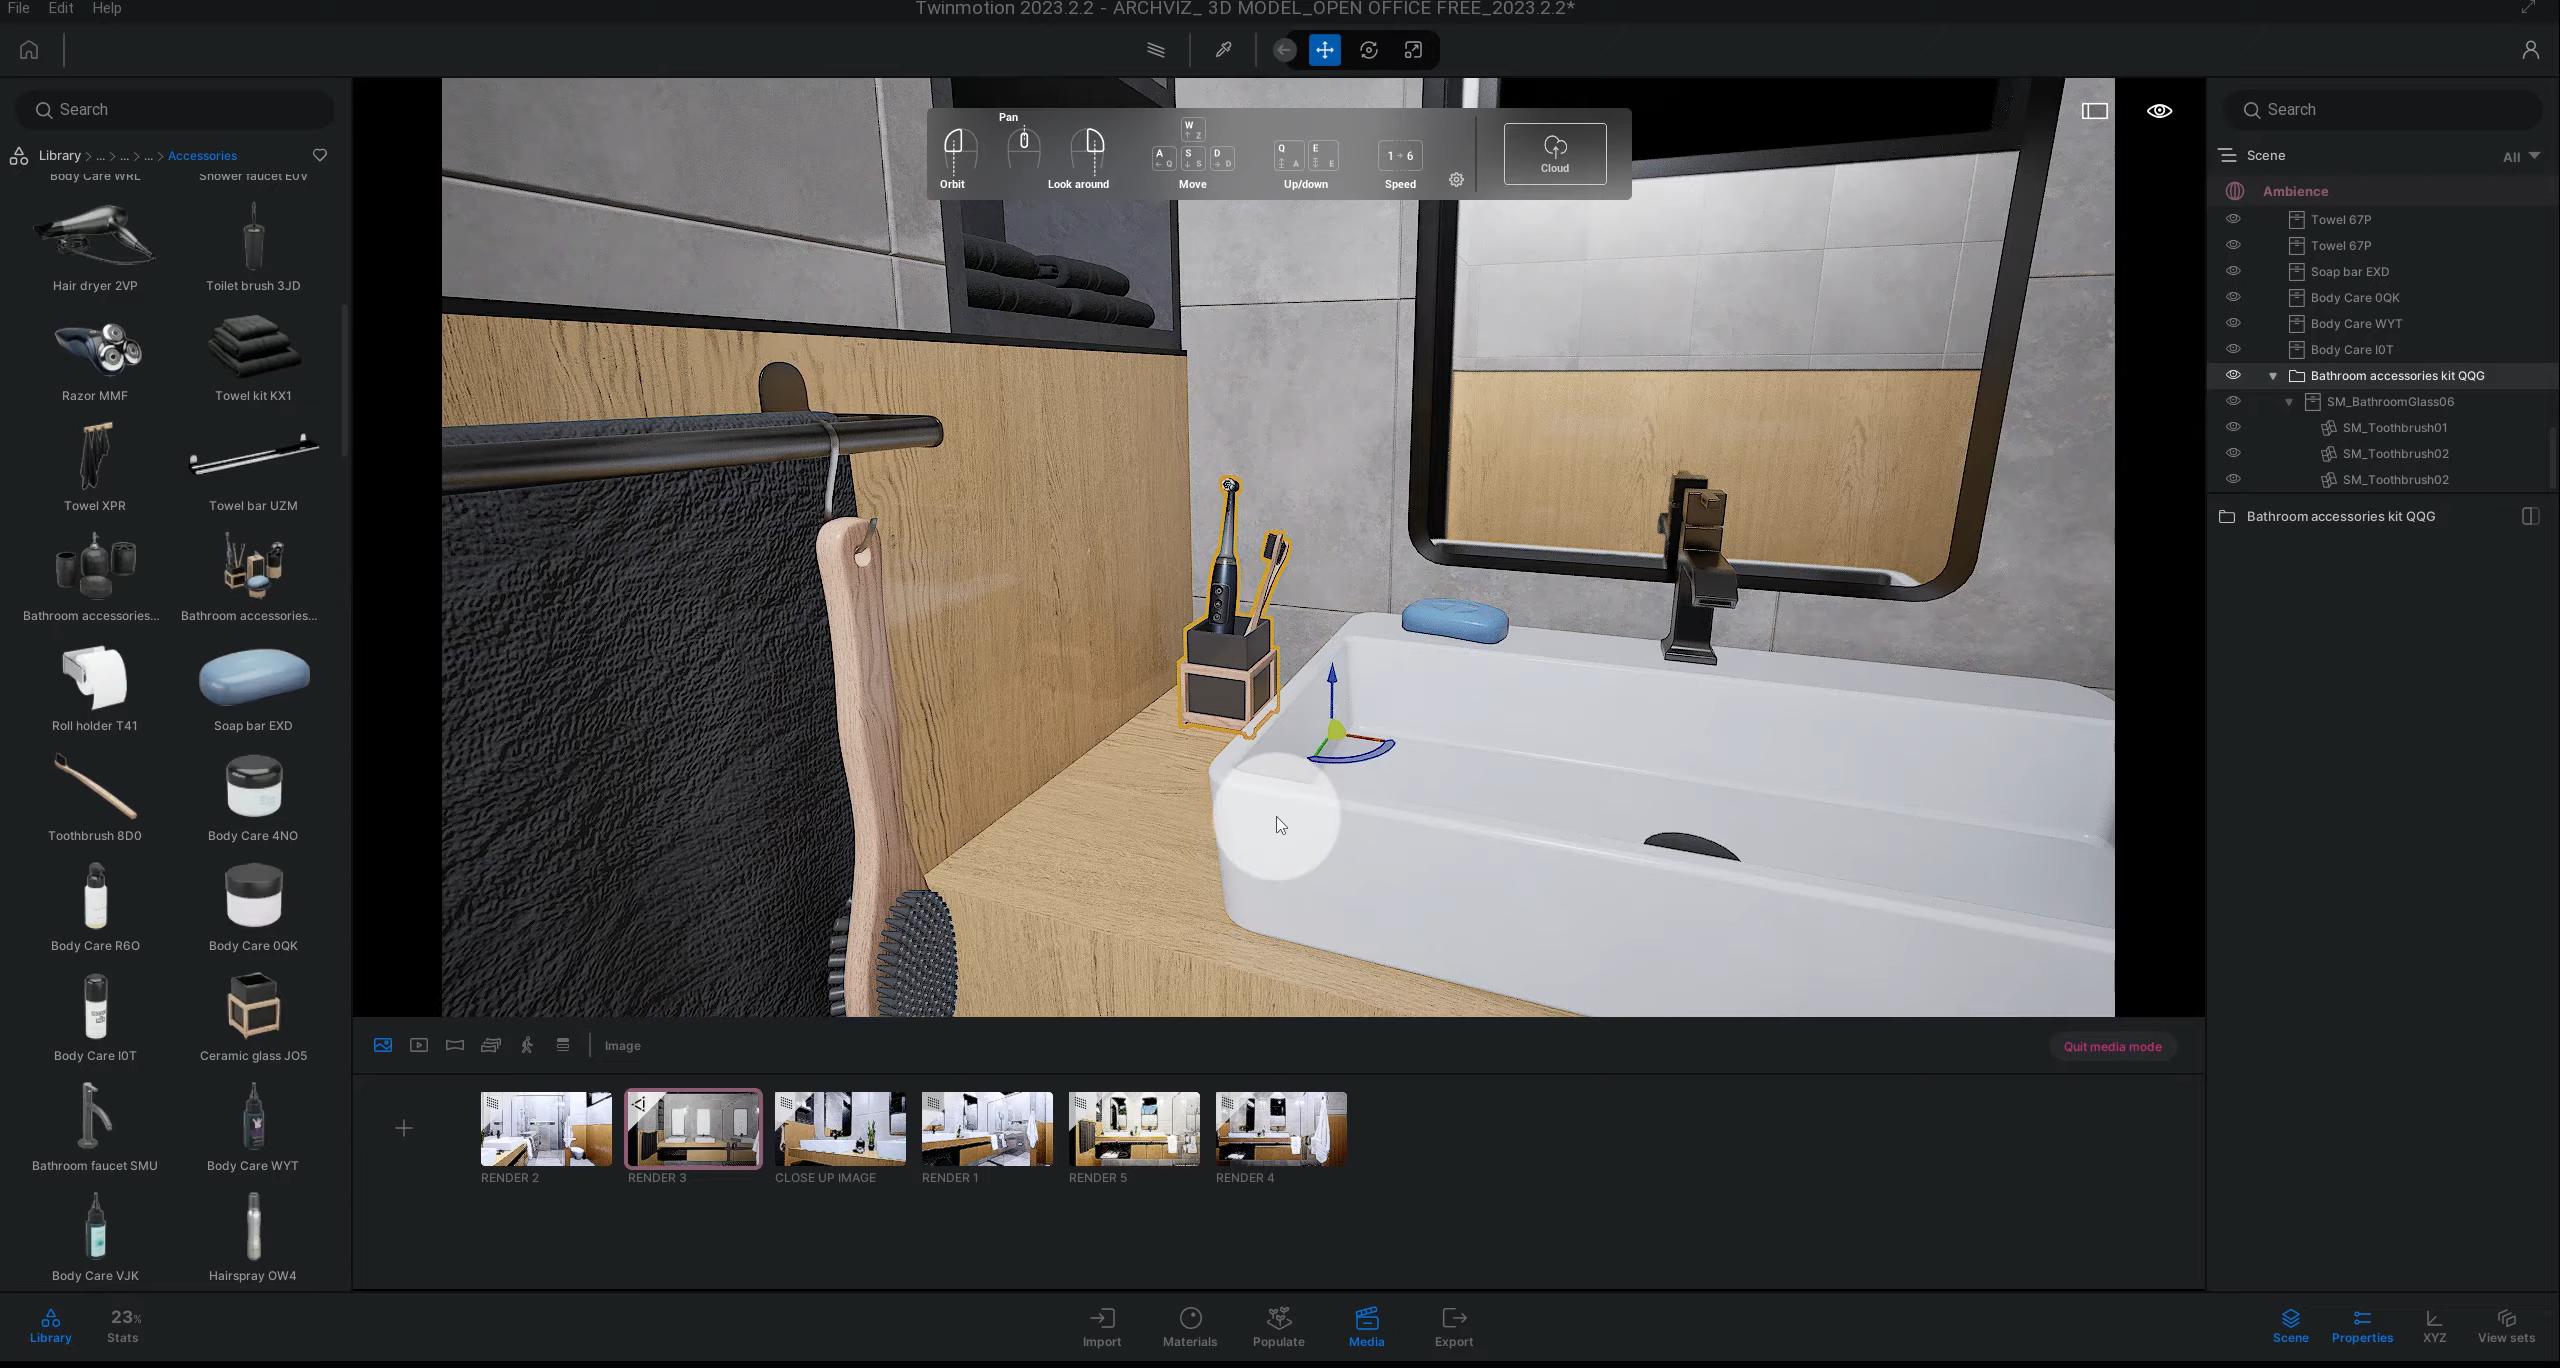 File Edit Help
Twinmotion 2023.2.2 - ARCHVIZ_ 3D MODEL_OPEN OFFICE FREE_2023.2.2*
Search
Library > ... > ... > ... > Accessories
Body Care WRL
Shower faucet E0V
Hair dryer 2VP
Toilet brush 3JD
Razor MMF
Towel kit KX1
Towel XPR
Towel bar UZM
Bathroom accessories...
Bathroom accessories...
Roll holder T41
Soap bar EXD
Toothbrush 8D0
Body Care 4NO
Body Care R6O
Body Care 0QK
Body Care I0T
Ceramic glass JO5
Bathroom faucet SMU
Body Care WYT
Body Care VJK
Hairspray OW4
Pan
W
Z
A Q
S S
D D
Q A
E E
1 6
Orbit
Look around
Move
Up/down
Speed
Cloud
Search
Scene
All
Ambience
Towel 67P
Towel 67P
Soap bar EXD
Body Care 0QK
Body Care WYT
Body Care I0T
Bathroom accessories kit QQG
SM_BathroomGlass06
SM_Toothbrush01
SM_Toothbrush02
SM_Toothbrush02
Bathroom accessories kit QQG
Image
Quit media mode
RENDER 2
RENDER 3
CLOSE UP IMAGE
RENDER 1
RENDER 5
RENDER 4
Library
23%
Stats
Import
Materials
Populate
Media
Export
Scene
Properties
XYZ
View sets